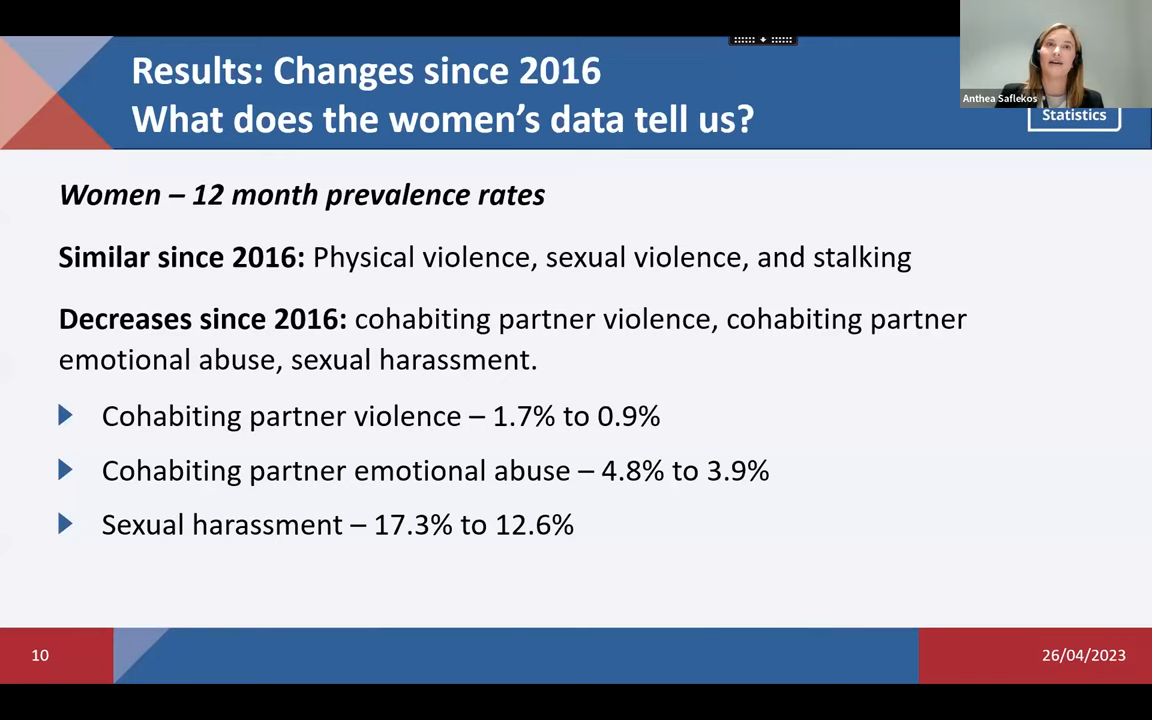 Results: Changes since 2016
What does the women's data tell us?
Anthea Saflekos
Statistics
Women – 12 month prevalence rates
Similar since 2016: Physical violence, sexual violence, and stalking
Decreases since 2016: cohabiting partner violence, cohabiting partner
emotional abuse, sexual harassment.
Cohabiting partner violence – 1.7% to 0.9%
Cohabiting partner emotional abuse – 4.8% to 3.9%
Sexual harassment – 17.3% to 12.6%
10
26/04/2023